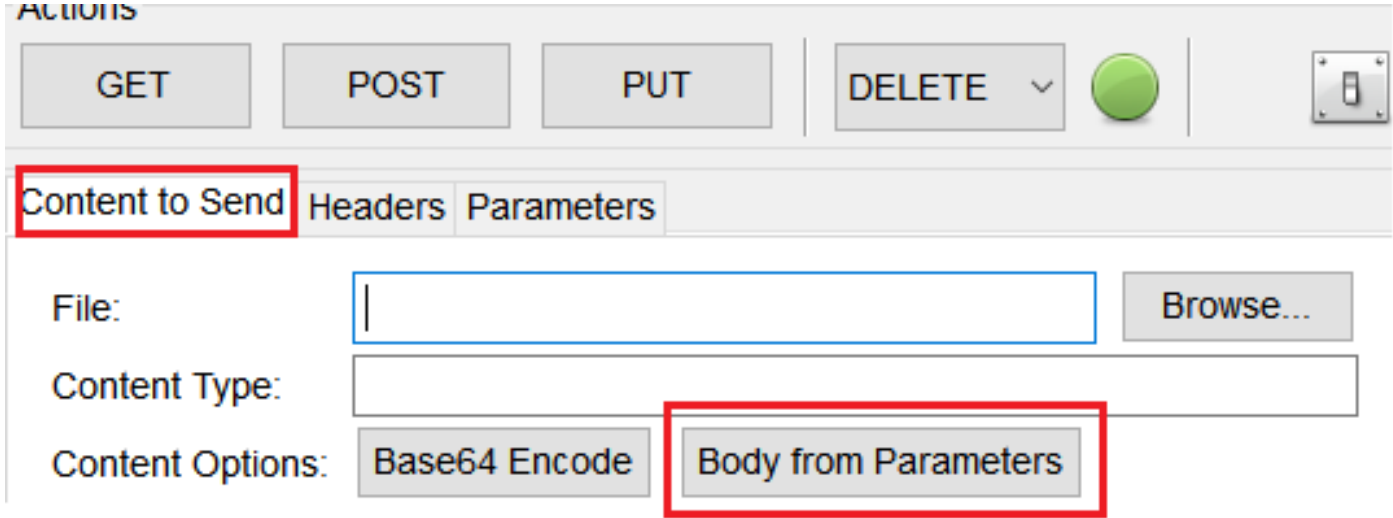 Actions
GET POST PUT DELETE
Content to Send Headers Parameters
File: Browse...
Content Type:
Content Options: Base64 Encode Body from Parameters